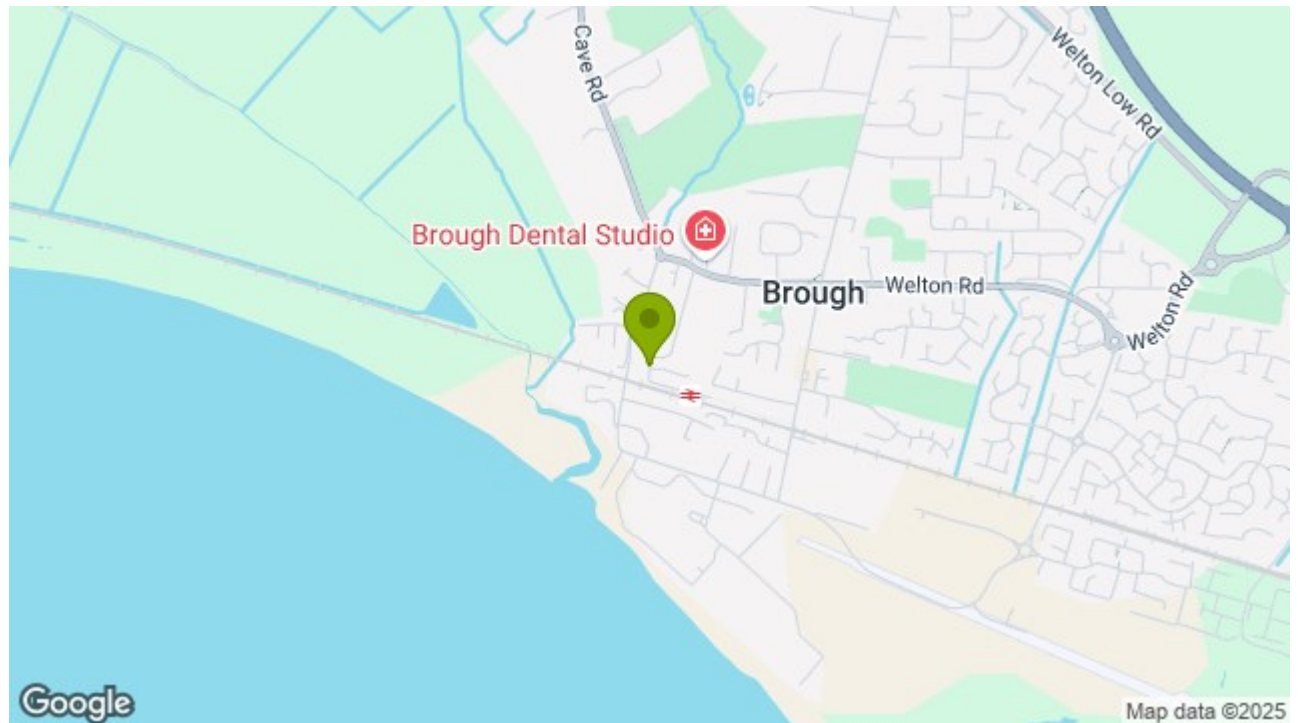 Cave Rd
Welton Low Rd
Brough Dental Studio
Brough
Welton Rd
Welton Rd
Google
Map data ©2025